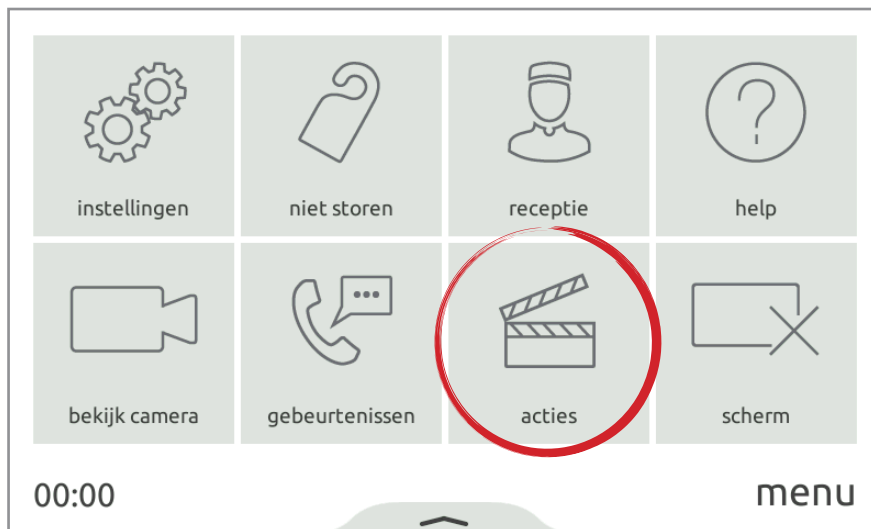 instellingen
niet storen
receptie
help
bekijk camera
gebeurtenissen
acties
scherm
00:00
menu